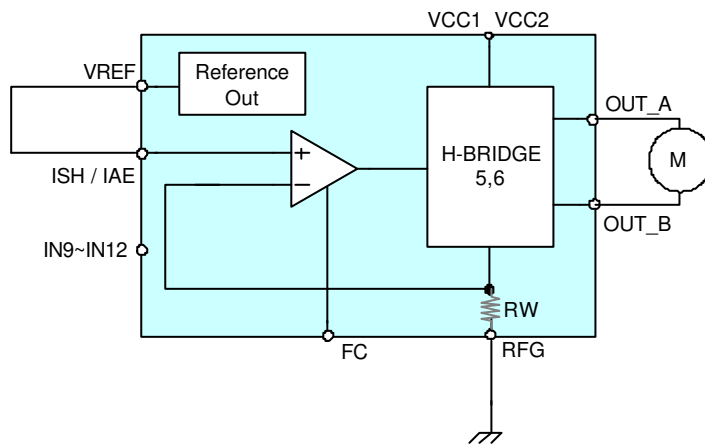 VCC1 VCC2
VREF
Reference
Out
OUT_A
+
H-BRIDGE
5,6
M
ISH / IAE
−
OUT_B
IN9~IN12
RW
FC
RFG